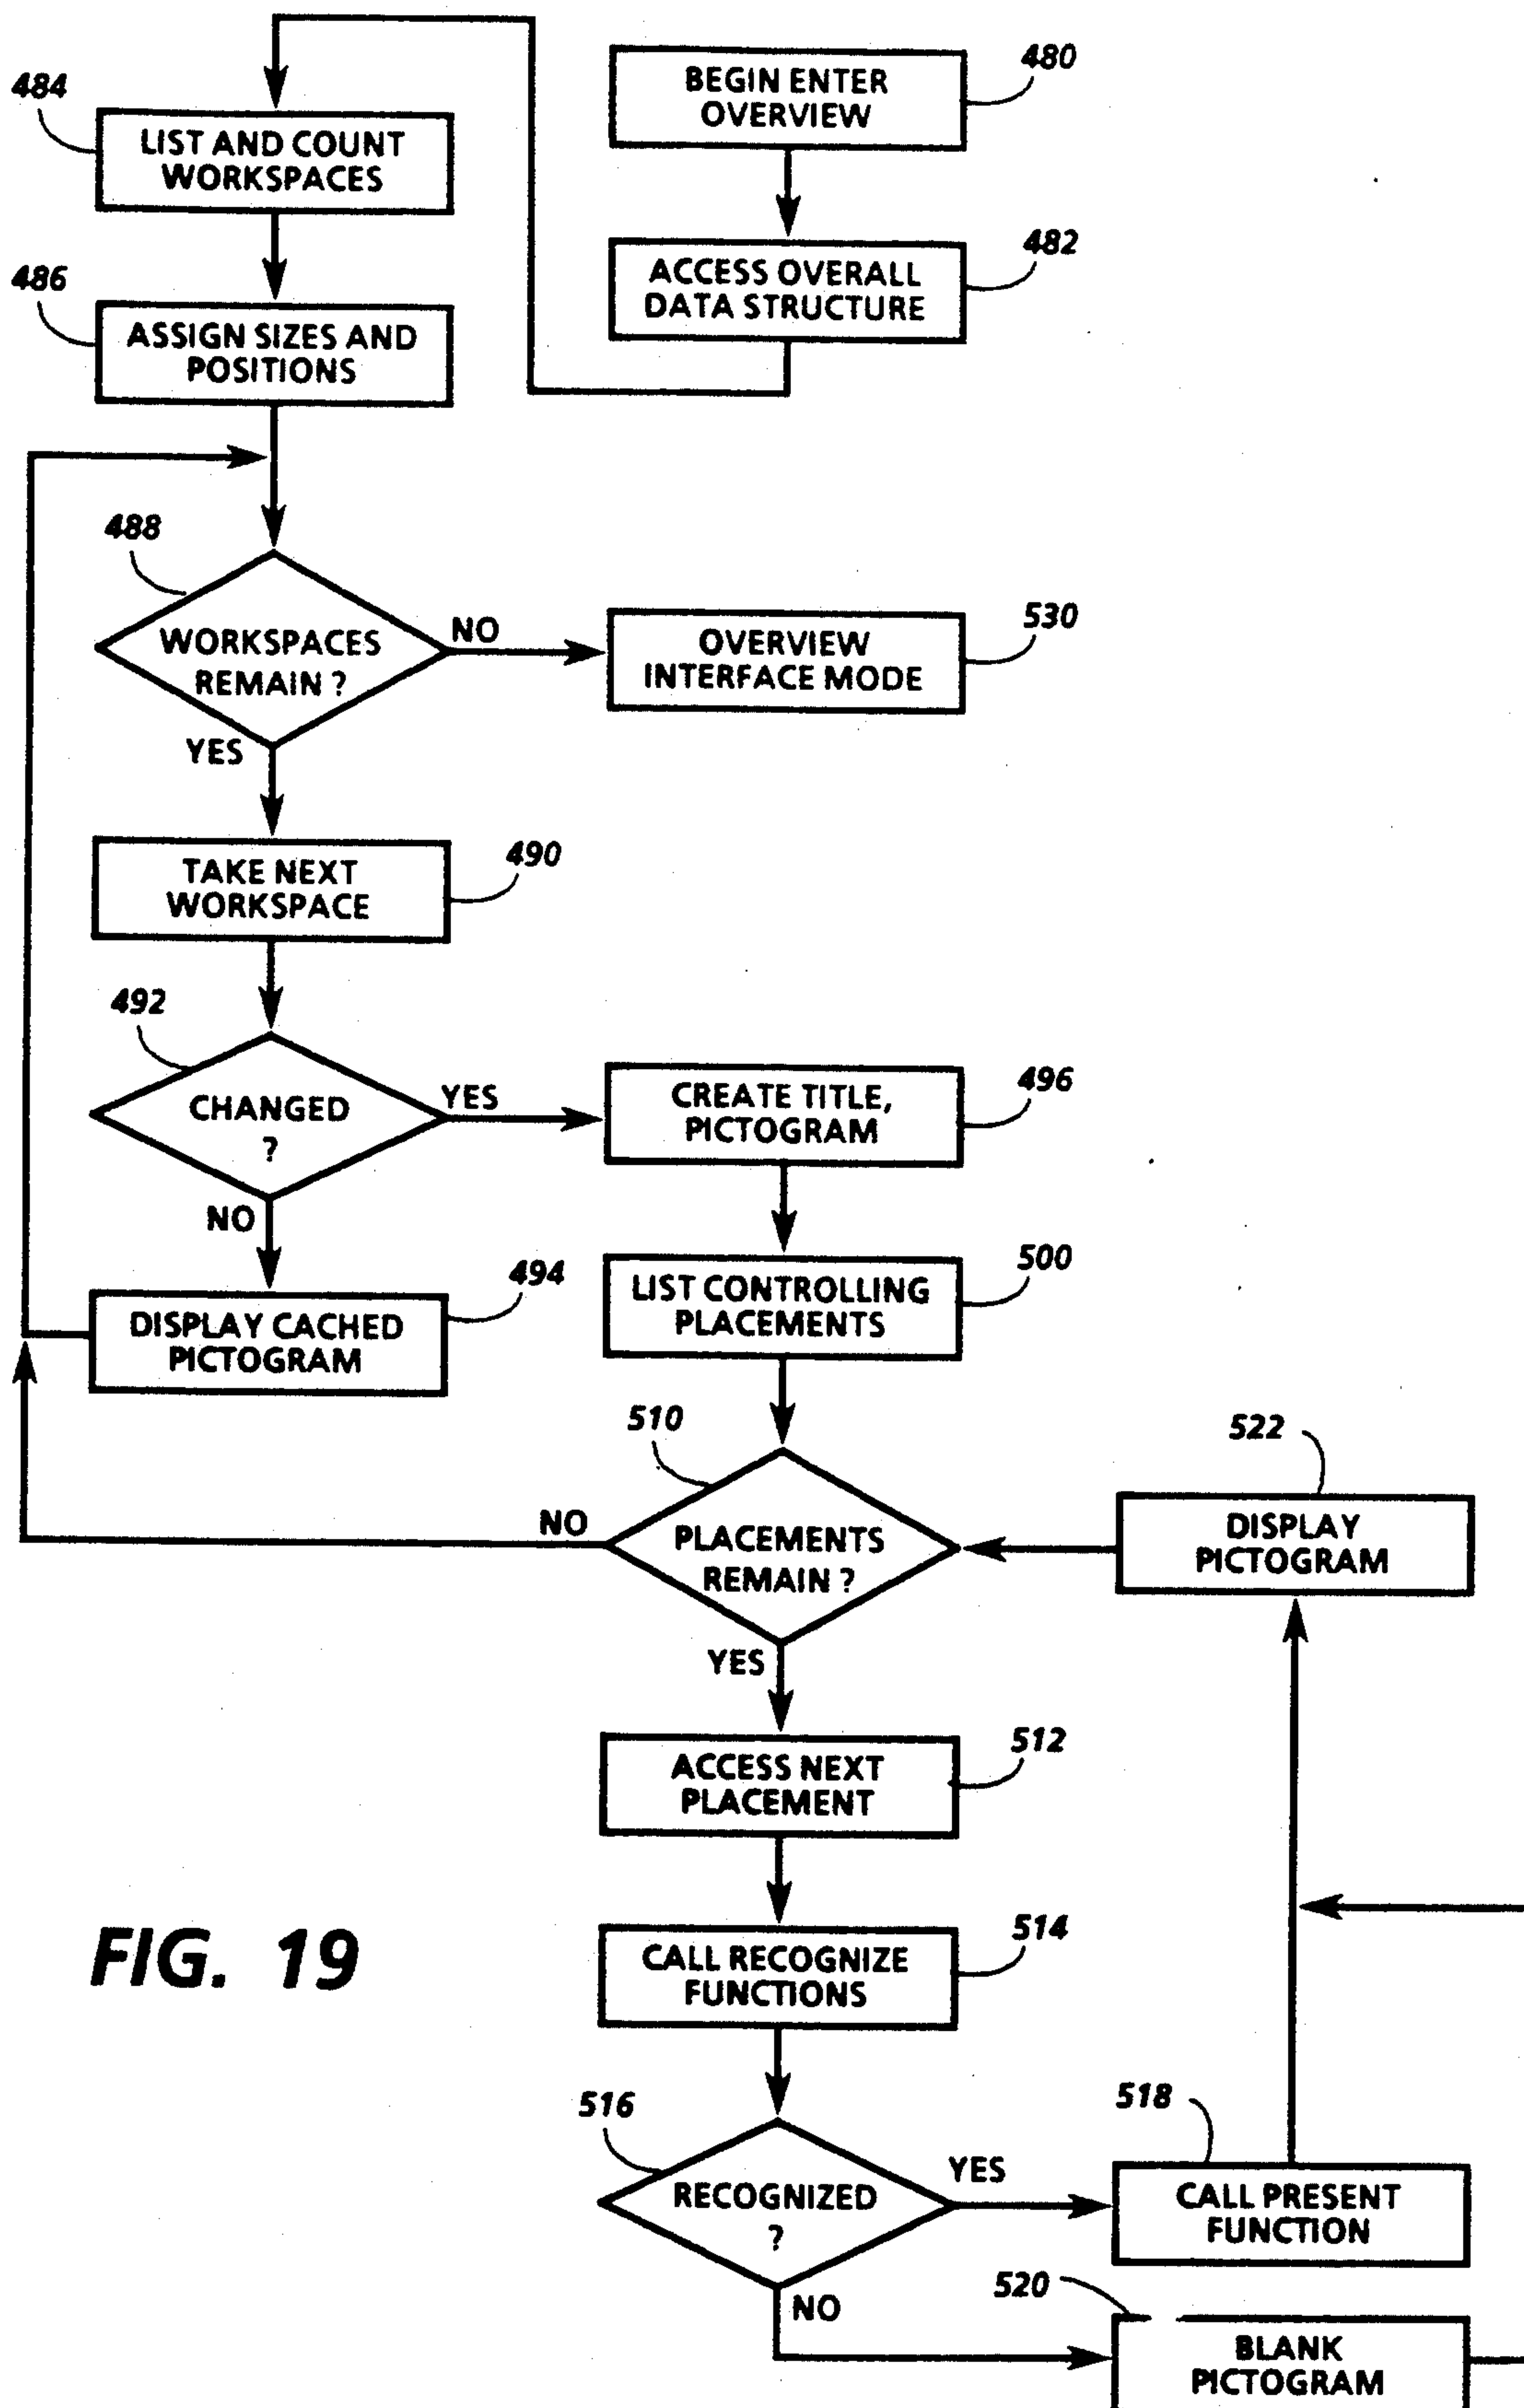 480
BEGIN ENTER
OVERVIEW
482
ACCESS OVERALL
DATA STRUCTURE
484
LIST AND COUNT
WORKSPACES
486
ASSIGN SIZES AND
POSITIONS
488
WORKSPACES
REMAIN ?
NO
530
OVERVIEW
INTERFACE MODE
YES
490
TAKE NEXT
WORKSPACE
492
CHANGED
?
YES
496
CREATE TITLE,
PICTOGRAM
NO
494
DISPLAY CACHED
PICTOGRAM
500
LIST CONTROLLING
PLACEMENTS
510
PLACEMENTS
REMAIN ?
NO
522
DISPLAY
PICTOGRAM
YES
512
ACCESS NEXT
PLACEMENT
514
CALL RECOGNIZE
FUNCTIONS
516
RECOGNIZED
?
YES
518
CALL PRESENT
FUNCTION
NO
520
BLANK
PICTOGRAM
FIG. 19